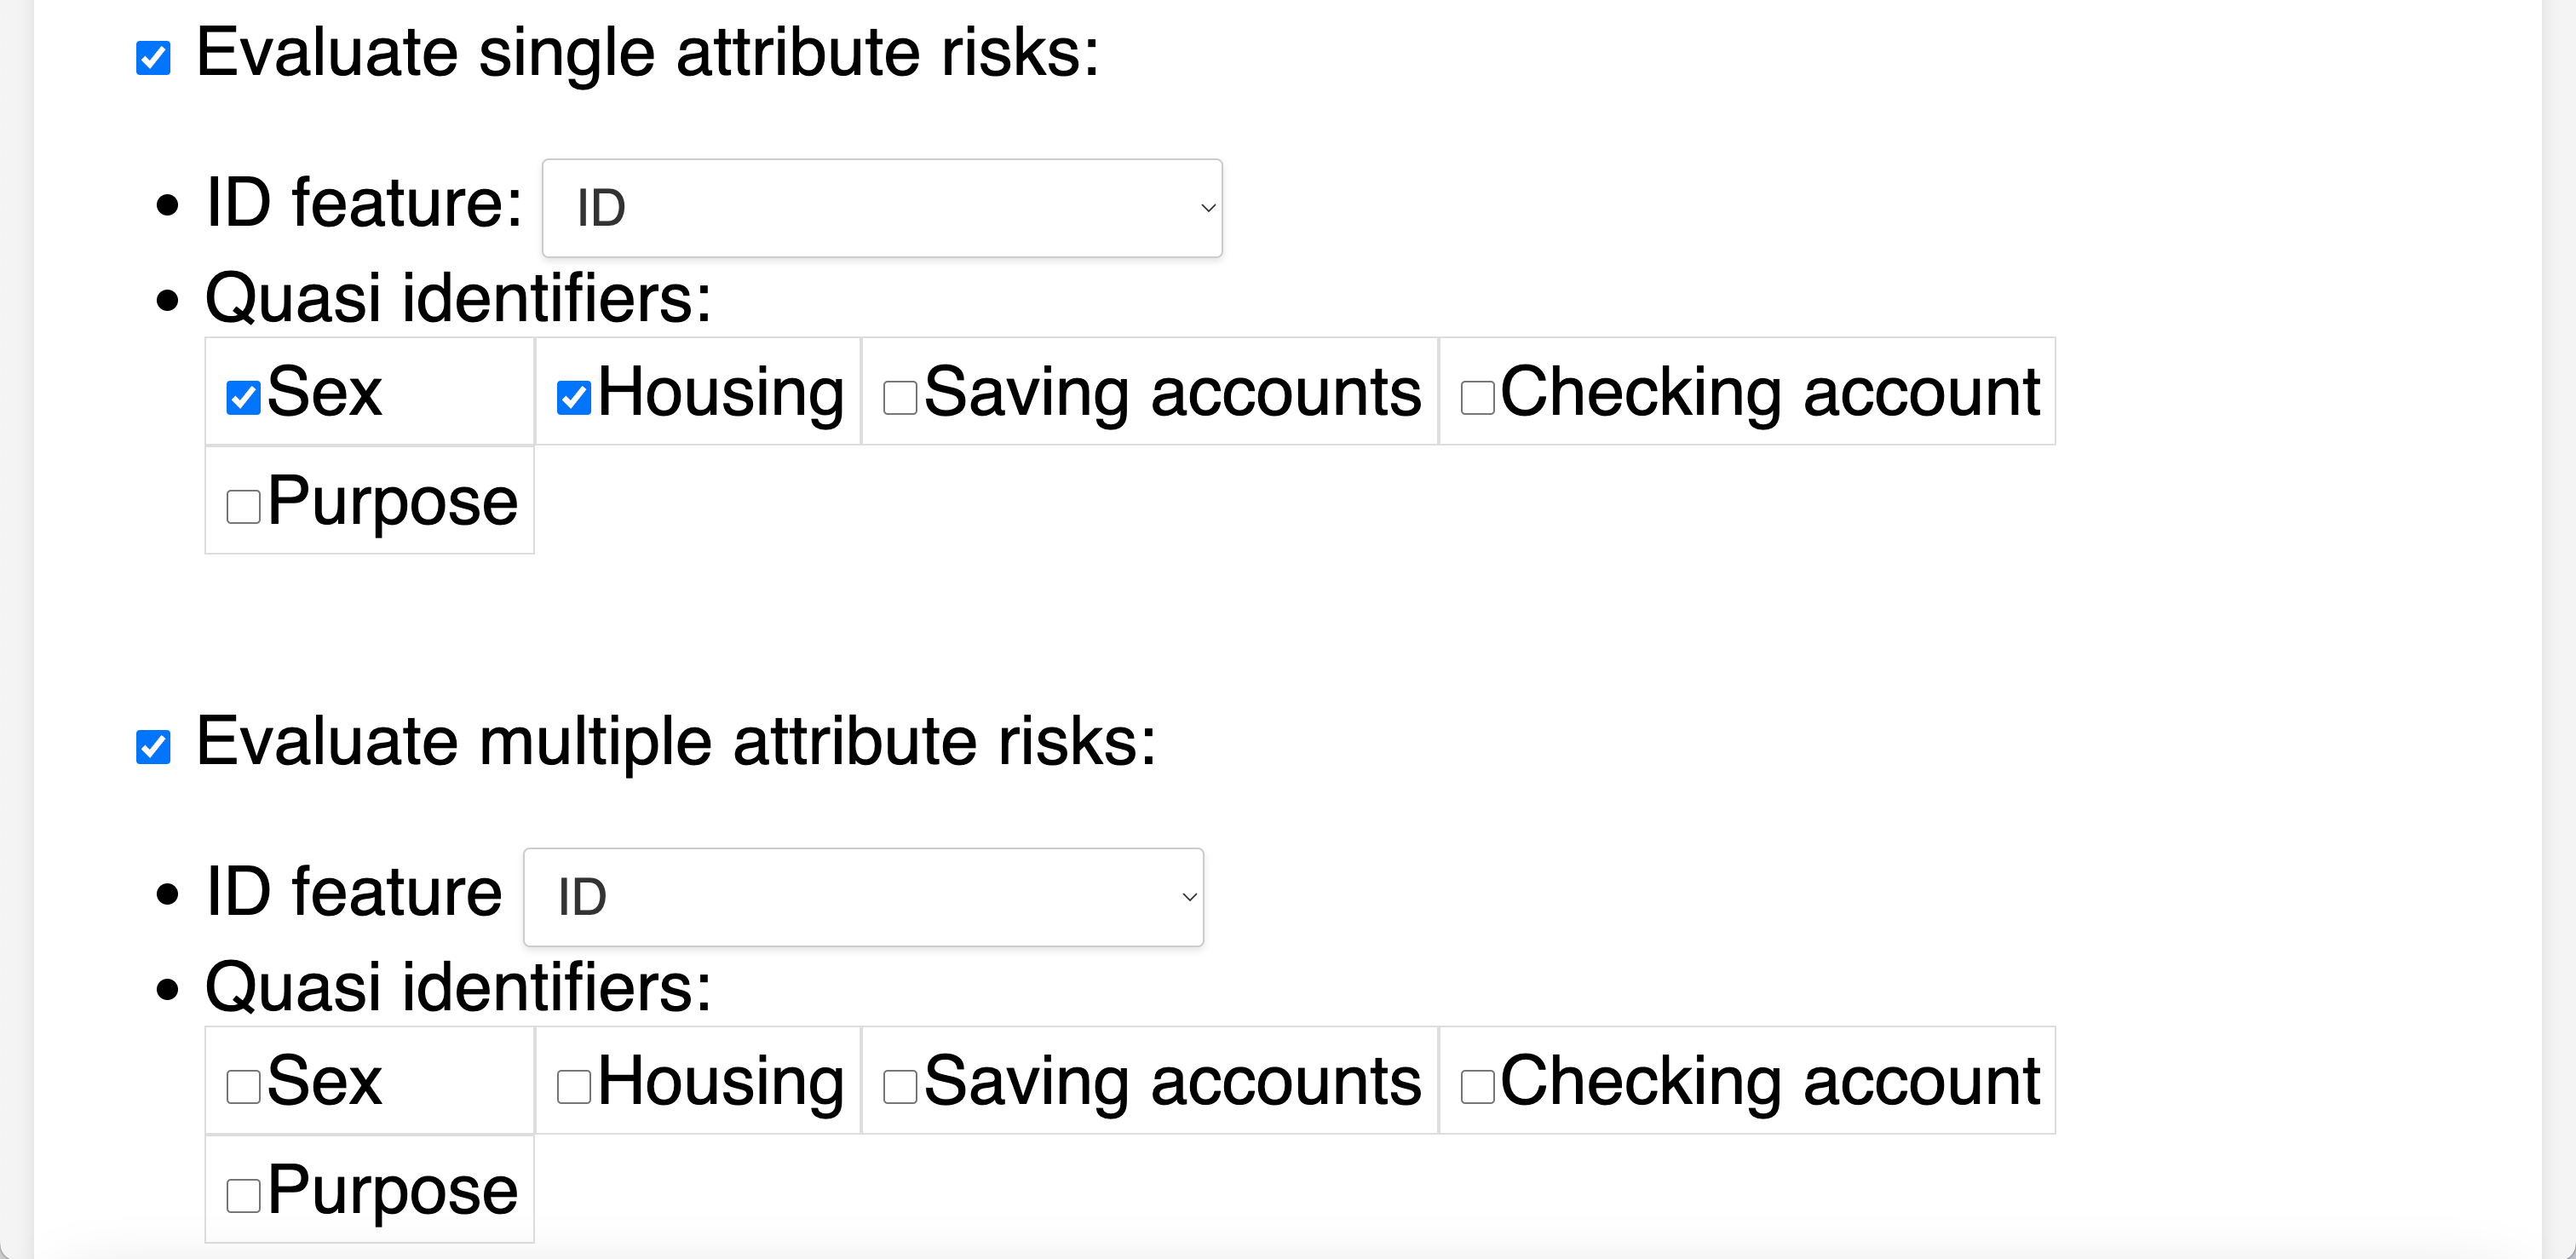 Evaluate single attribute risks:
ID feature: ID
Quasi identifiers:
Sex Housing Saving accounts Checking account
Purpose
Evaluate multiple attribute risks:
ID feature ID
Quasi identifiers:
Sex Housing Saving accounts Checking account
Purpose